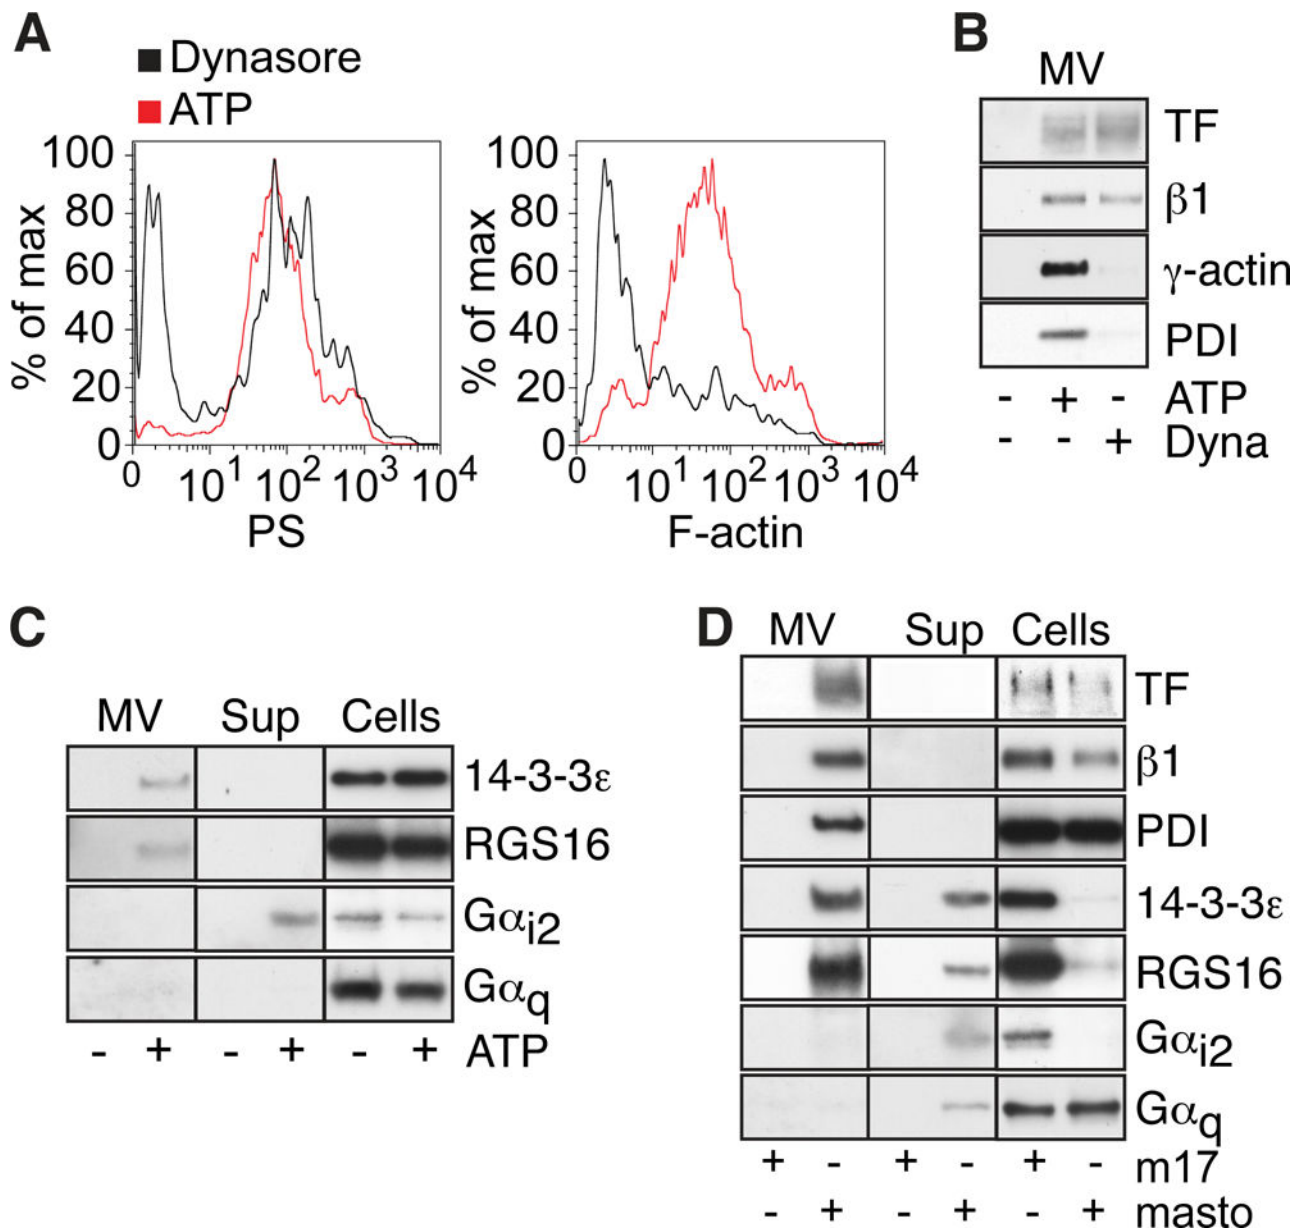 A
Dynasore
ATP
% of max
100
80
60
40
20
0
0 10¹ 10² 10³ 10⁴
PS
% of max
100
80
60
40
20
0
0 10¹ 10² 10³ 10⁴
F-actin
B
MV
TF
β1
γ-actin
PDI
- + - ATP
- - + Dyna
C
MV Sup Cells
14-3-3ε
RGS16
Gαi2
Gαq
- + - + - + ATP
D
MV Sup Cells
TF
β1
PDI
14-3-3ε
RGS16
Gαi2
Gαq
+ - + - + - m17
- + - + - + masto